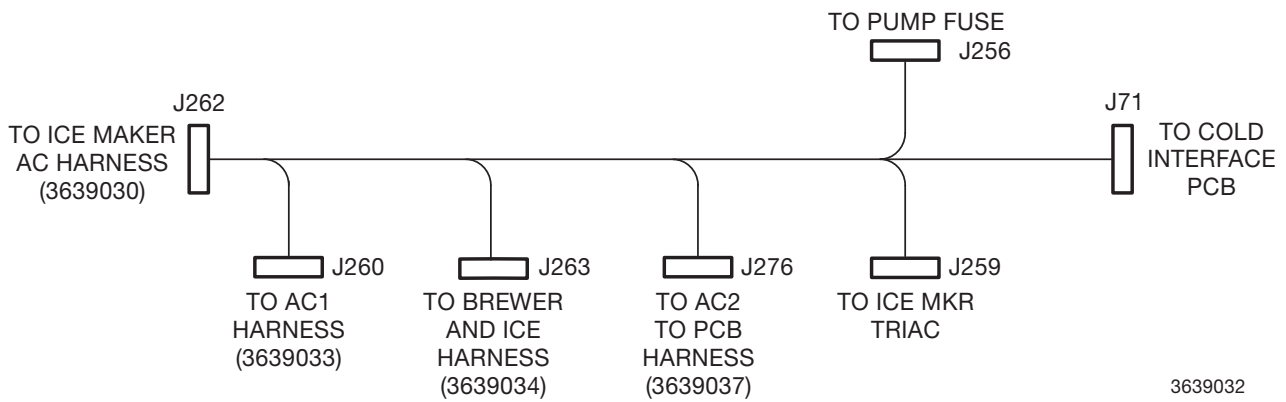 TO PUMP FUSE
J256
J262
TO ICE MAKER
AC HARNESS
(3639030)
J71
TO COLD
INTERFACE
PCB
J260
TO AC1
HARNESS
(3639033)
J263
TO BREWER
AND ICE
HARNESS
(3639034)
J276
TO AC2
TO PCB
HARNESS
(3639037)
J259
TO ICE MKR
TRIAC
3639032